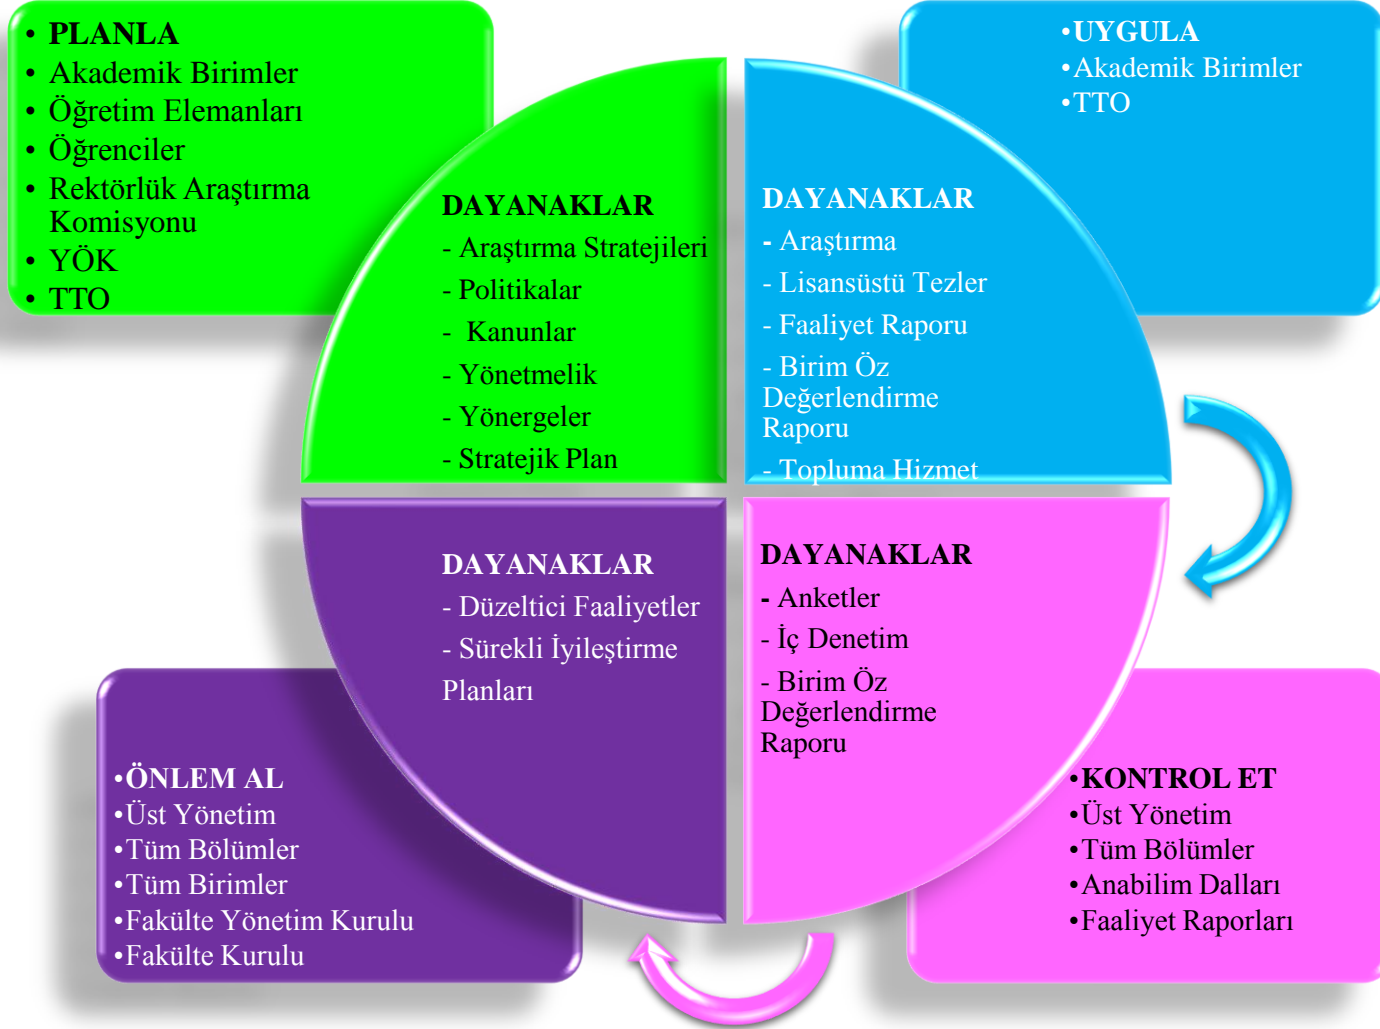 • PLANLA
• Akademik Birimler
• Öğretim Elemanları
• Öğrenciler
• Rektörlük Araştırma
Komisyonu
• YÖK
• TTO
•UYGULA
•Akademik Birimler
•TTO
DAYANAKLAR
- Araştırma Stratejileri
- Politikalar
- Kanunlar
- Yönetmelik
- Yönergeler
- Stratejik Plan
DAYANAKLAR
- Araştırma
- Lisansüstü Tezler
- Faaliyet Raporu
- Birim Öz
Değerlendirme
Raporu
- Topluma Hizmet
DAYANAKLAR
- Düzeltici Faaliyetler
- Sürekli İyileştirme
Planları
DAYANAKLAR
- Anketler
- İç Denetim
- Birim Öz
Değerlendirme
Raporu
•ÖNLEM AL
•Üst Yönetim
•Tüm Bölümler
•Tüm Birimler
•Fakülte Yönetim Kurulu
•Fakülte Kurulu
•KONTROL ET
•Üst Yönetim
•Tüm Bölümler
•Anabilim Dalları
•Faaliyet Raporları